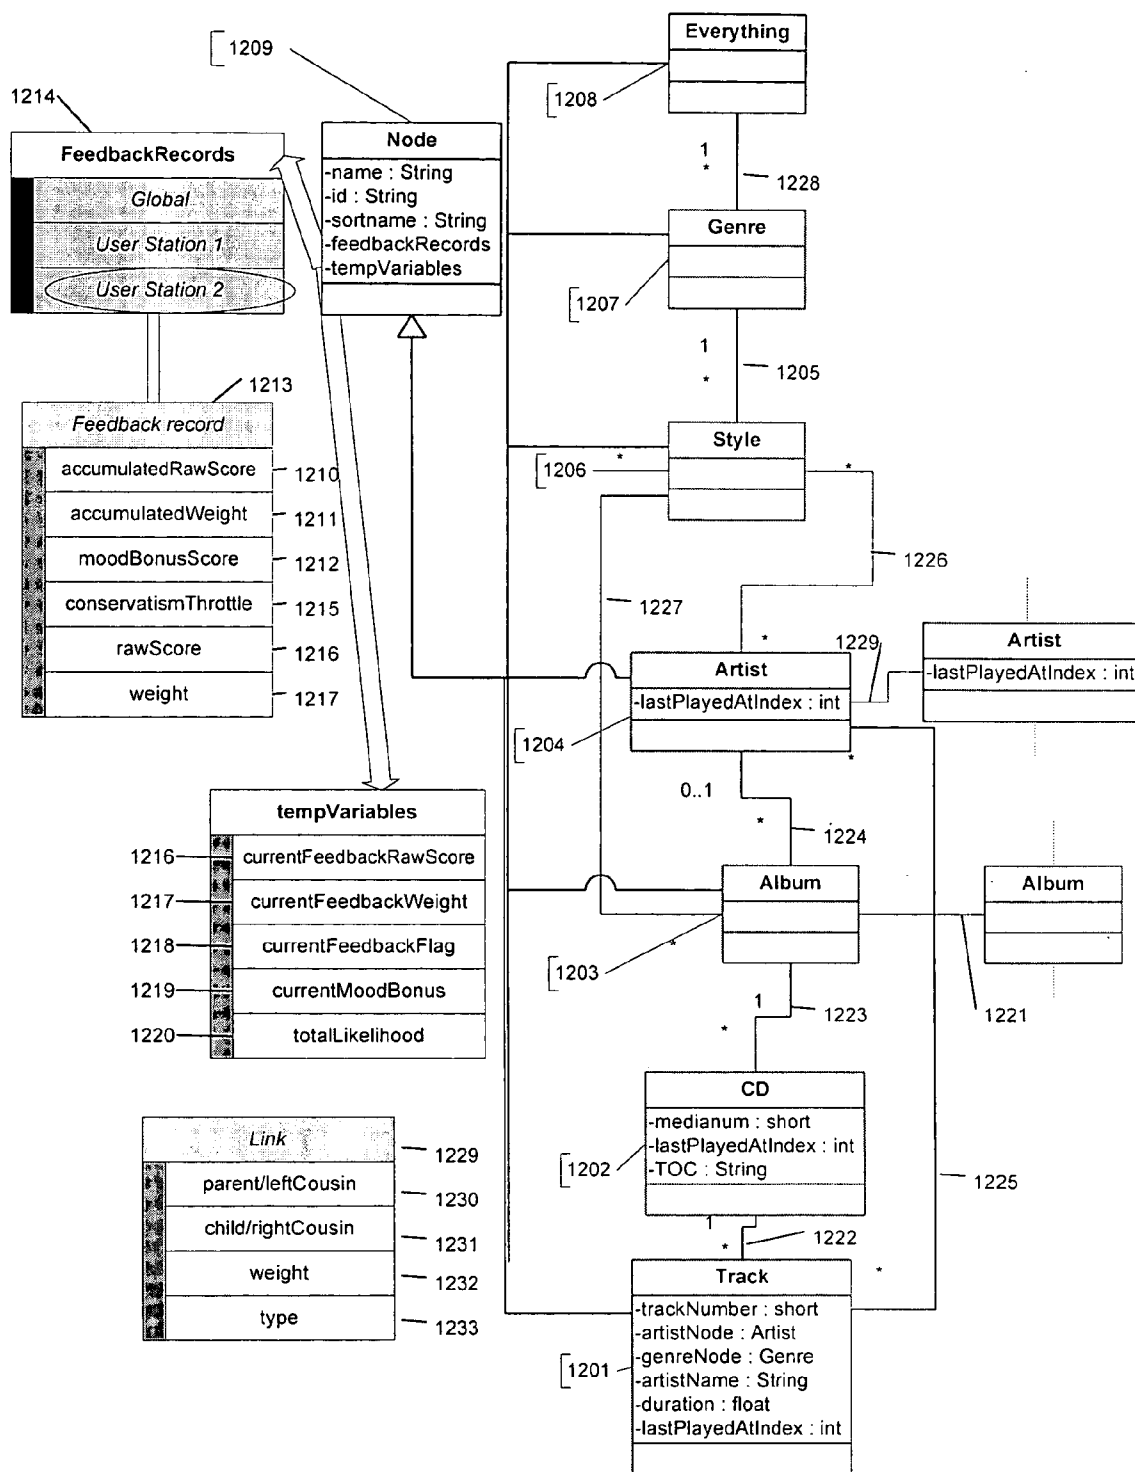 1209
Everything
1208
1214
FeedbackRecords
Global
User Station 1
User Station 2
Node
-name : String
-id : String
-sortname : String
-feedbackRecords
-tempVariables
1
*
1228
Genre
1207
1
*
1205
1213
Feedback record
accumulatedRawScore
1210
accumulatedWeight
1211
moodBonusScore
1212
conservatismThrottle
1215
rawScore
1216
weight
1217
Style
*
*
1206
1226
1227
*
Artist
-lastPlayedAtIndex : int
1204
1229
Artist
-lastPlayedAtIndex : int
*
0..1
*
1224
tempVariables
1216
currentFeedbackRawScore
1217
currentFeedbackWeight
1218
currentFeedbackFlag
1219
currentMoodBonus
1220
totalLikelihood
Album
*
1203
Album
1221
1
*
1223
CD
-medianum : short
-lastPlayedAtIndex : int
-TOC : String
1202
1225
Link
1229
parent/leftCousin
1230
child/rightCousin
1231
weight
1232
type
1233
1
*
1222
*
Track
-trackNumber : short
-artistNode : Artist
-genreNode : Genre
-artistName : String
-duration : float
-lastPlayedAtIndex : int
1201